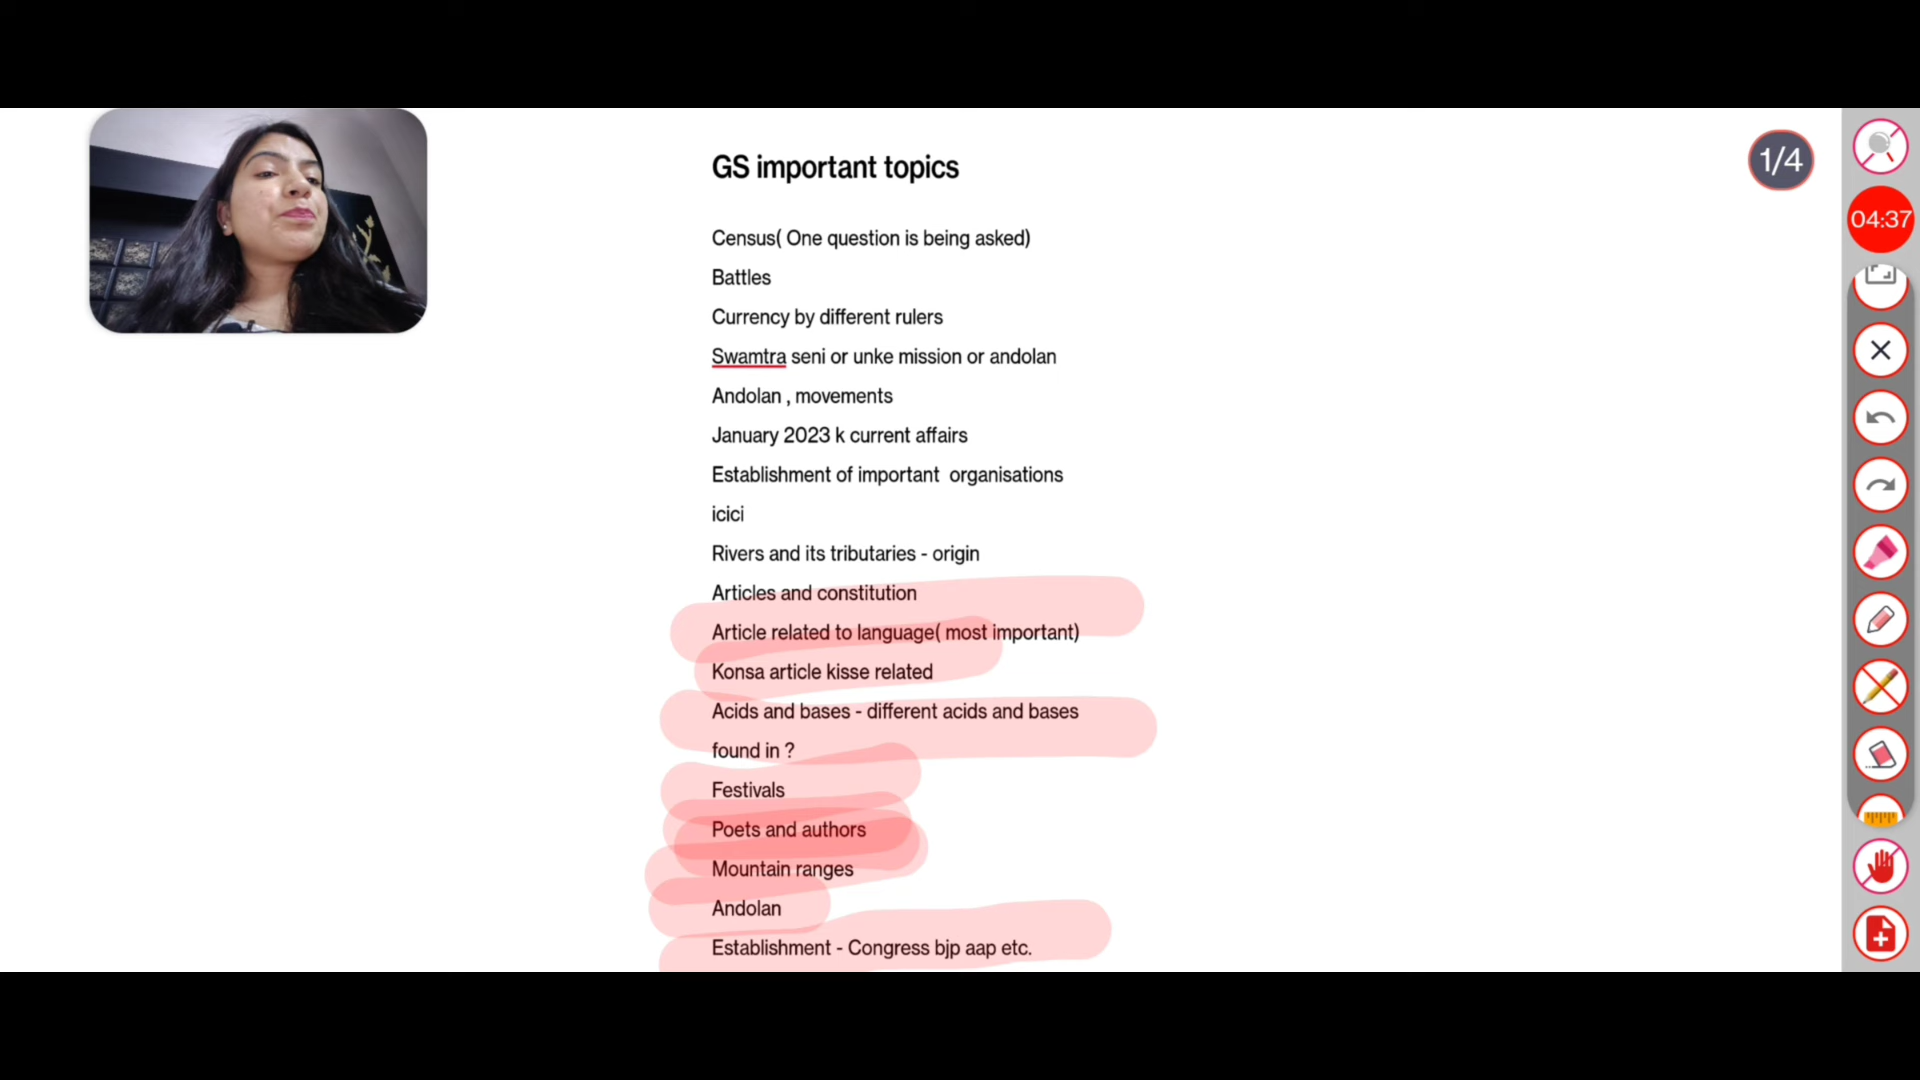 GS important topics
1/4
04:37
Census( One question is being asked)
Battles
Currency by different rulers
Swamtra seni or unke mission or andolan
Andolan , movements
January 2023 k current affairs
Establishment of important  organisations
icici
Rivers and its tributaries - origin
Articles and constitution
Article related to language( most important)
Konsa article kisse related
Acids and bases - different acids and bases
found in ?
Festivals
Poets and authors
Mountain ranges
Andolan
Establishment - Congress bjp aap etc.